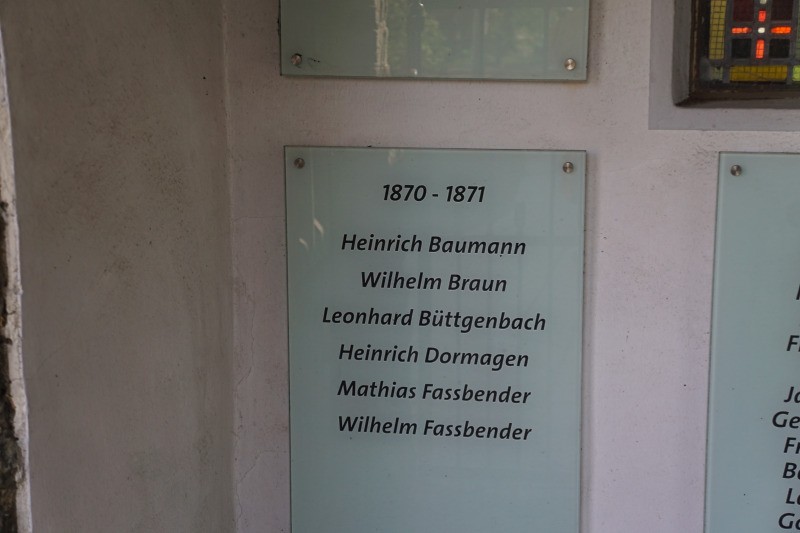 1870 - 1871
Heinrich Baumann
Wilhelm Braun
Leonhard Büttgenbach
Heinrich Dormagen
Mathias Fassbender
Wilhelm Fassbender